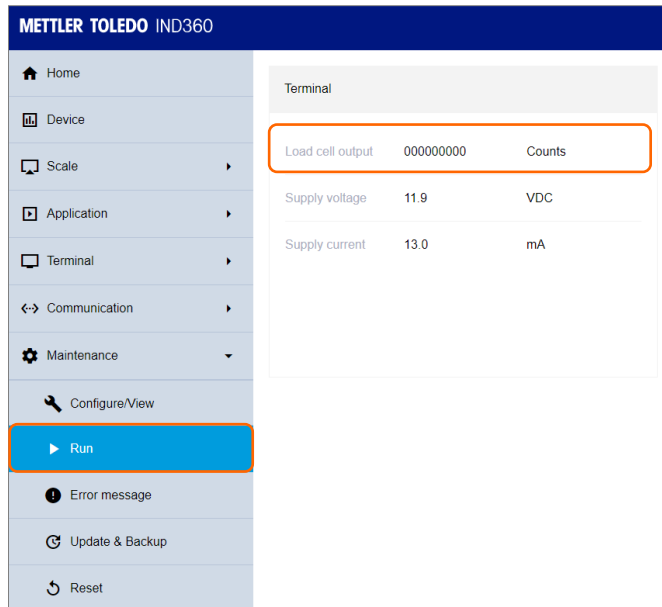 METTLER TOLEDO IND360
Home
Device
Scale
Application
Terminal
Communication
Maintenance
Configure/View
Run
Error message
Update & Backup
Reset
Terminal
Load cell output 000000000 Counts
Supply voltage 11.9 VDC
Supply current 13.0 mA